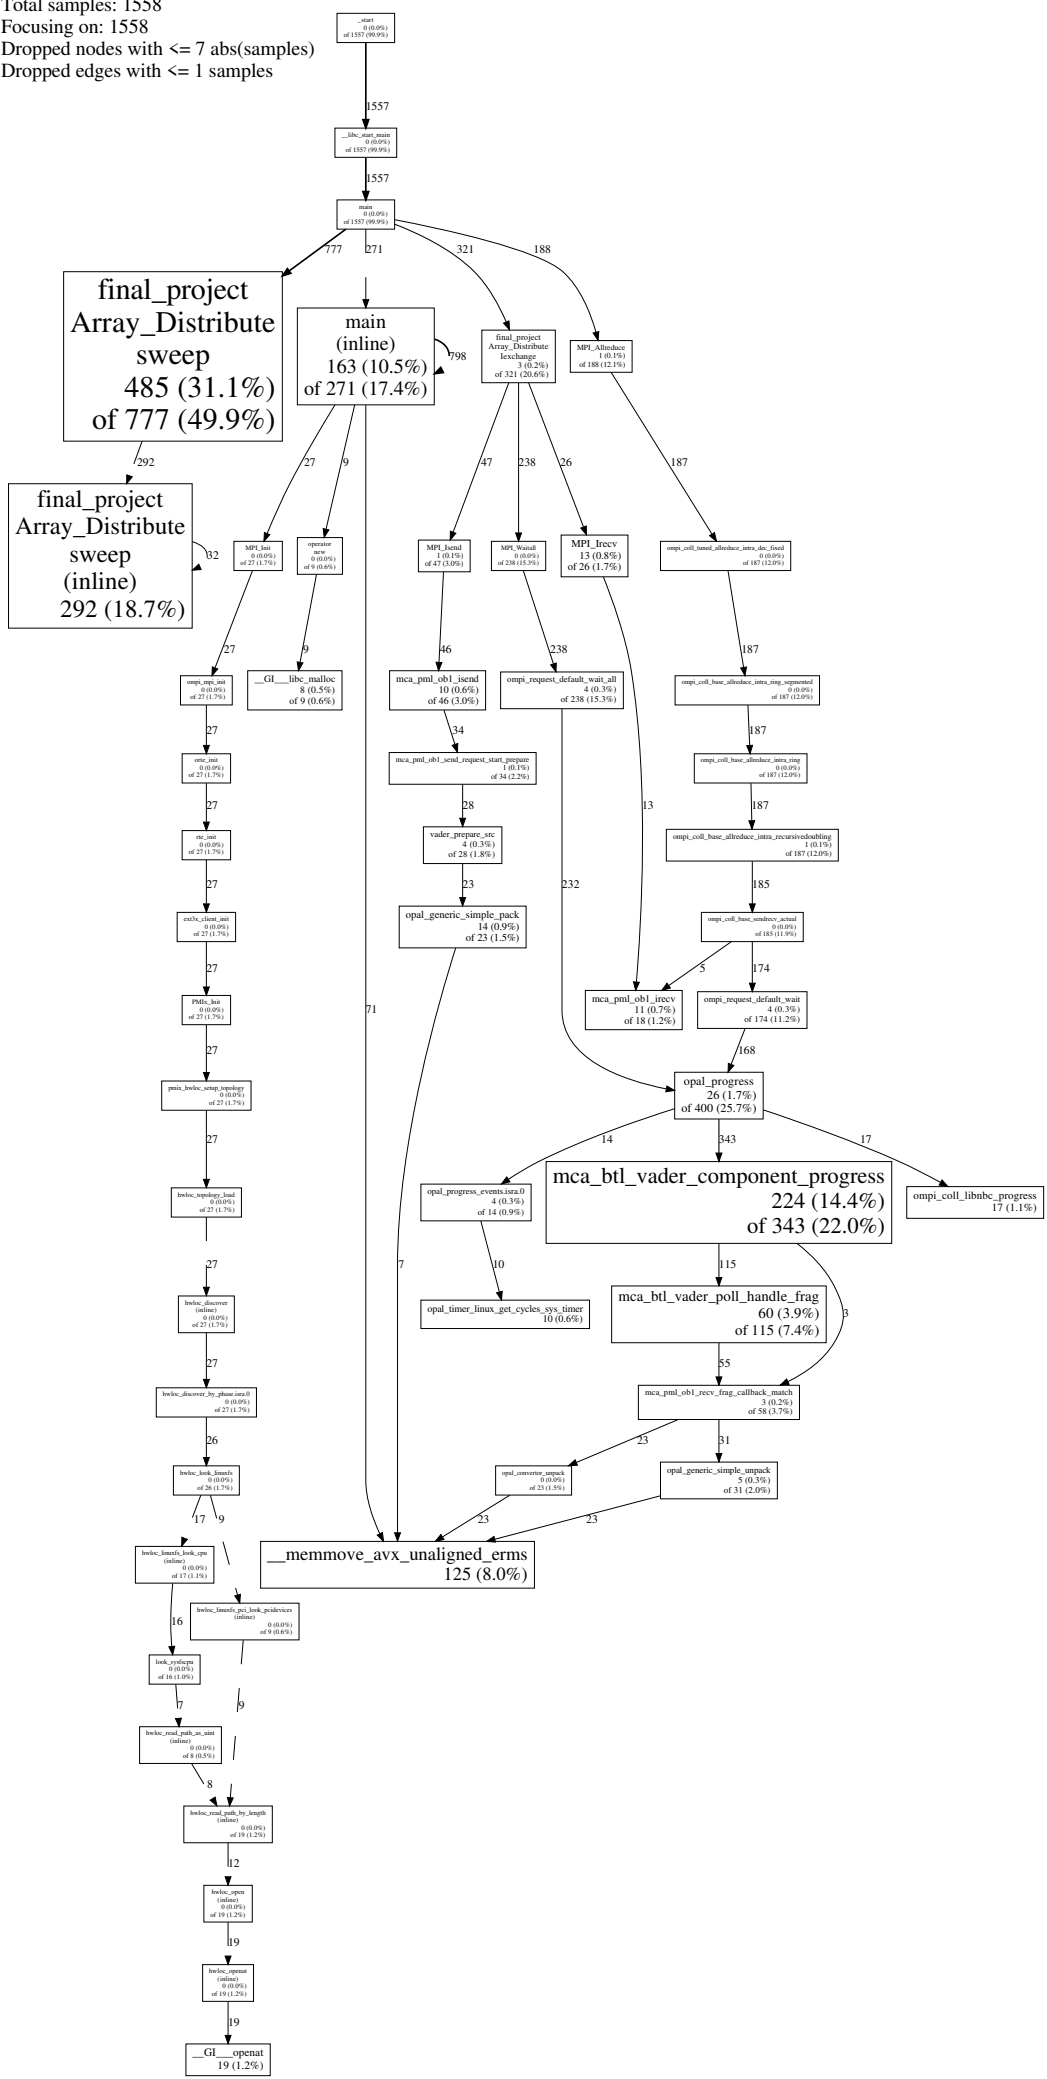 Total samples: 1558
Focusing on: 1558
Dropped nodes with <= 7 abs(samples)
Dropped edges with <= 1 samples
_start
0 (0.0%)
of 1557 (99.9%)
1557
__libc_start_main
0 (0.0%)
of 1557 (99.9%)
1557
main
0 (0.0%)
of 1557 (99.9%)
777
271
321
188
final_project
Array_Distribute
sweep
485 (31.1%)
of 777 (49.9%)
main
(inline)
163 (10.5%)
of 271 (17.4%)
798
final_project
Array_Distribute
Iexchange
3 (0.2%)
of 321 (20.6%)
MPI_Allreduce
1 (0.1%)
of 188 (12.1%)
292
27
9
47
238
26
187
final_project
Array_Distribute
sweep
(inline)
292 (18.7%)
32
MPI_Init
0 (0.0%)
of 27 (1.7%)
operator
new
0 (0.0%)
of 9 (0.6%)
MPI_Isend
1 (0.1%)
of 47 (3.0%)
MPI_Waitall
0 (0.0%)
of 238 (15.3%)
MPI_Irecv
13 (0.8%)
of 26 (1.7%)
ompi_coll_tuned_allreduce_intra_dec_fixed
0 (0.0%)
of 187 (12.0%)
27
9
46
238
187
ompi_mpi_init
0 (0.0%)
of 27 (1.7%)
__GI___libc_malloc
8 (0.5%)
of 9 (0.6%)
mca_pml_ob1_isend
10 (0.6%)
of 46 (3.0%)
ompi_request_default_wait_all
4 (0.3%)
of 238 (15.3%)
ompi_coll_base_allreduce_intra_ring_segmented
0 (0.0%)
of 187 (12.0%)
27
34
187
orte_init
0 (0.0%)
of 27 (1.7%)
mca_pml_ob1_send_request_start_prepare
1 (0.1%)
of 34 (2.2%)
ompi_coll_base_allreduce_intra_ring
0 (0.0%)
of 187 (12.0%)
27
28
13
187
rte_init
0 (0.0%)
of 27 (1.7%)
vader_prepare_src
4 (0.3%)
of 28 (1.8%)
ompi_coll_base_allreduce_intra_recursivedoubling
1 (0.1%)
of 187 (12.0%)
27
23
232
185
ext3x_client_init
0 (0.0%)
of 27 (1.7%)
opal_generic_simple_pack
14 (0.9%)
of 23 (1.5%)
ompi_coll_base_sendrecv_actual
0 (0.0%)
of 185 (11.9%)
27
5
174
PMIx_Init
0 (0.0%)
of 27 (1.7%)
71
mca_pml_ob1_irecv
11 (0.7%)
of 18 (1.2%)
ompi_request_default_wait
4 (0.3%)
of 174 (11.2%)
27
168
pmix_hwloc_setup_topology
0 (0.0%)
of 27 (1.7%)
opal_progress
26 (1.7%)
of 400 (25.7%)
27
14
343
17
hwloc_topology_load
0 (0.0%)
of 27 (1.7%)
opal_progress_events.isra.0
4 (0.3%)
of 14 (0.9%)
mca_btl_vader_component_progress
224 (14.4%)
of 343 (22.0%)
ompi_coll_libnbc_progress
17 (1.1%)
27
7
10
115
hwloc_discover
(inline)
0 (0.0%)
of 27 (1.7%)
opal_timer_linux_get_cycles_sys_timer
10 (0.6%)
mca_btl_vader_poll_handle_frag
60 (3.9%)
of 115 (7.4%)
3
27
55
hwloc_discover_by_phase.isra.0
0 (0.0%)
of 27 (1.7%)
mca_pml_ob1_recv_frag_callback_match
3 (0.2%)
of 58 (3.7%)
26
23
31
hwloc_look_linuxfs
0 (0.0%)
of 26 (1.7%)
opal_convertor_unpack
0 (0.0%)
of 23 (1.5%)
opal_generic_simple_unpack
5 (0.3%)
of 31 (2.0%)
17
9
23
23
hwloc_linuxfs_look_cpu
(inline)
0 (0.0%)
of 17 (1.1%)
__memmove_avx_unaligned_erms
125 (8.0%)
16
hwloc_linuxfs_pci_look_pcidevices
(inline)
0 (0.0%)
of 9 (0.6%)
look_sysfscpu
0 (0.0%)
of 16 (1.0%)
7
9
hwloc_read_path_as_uint
(inline)
0 (0.0%)
of 8 (0.5%)
8
hwloc_read_path_by_length
(inline)
0 (0.0%)
of 19 (1.2%)
12
hwloc_open
(inline)
0 (0.0%)
of 19 (1.2%)
19
hwloc_openat
(inline)
0 (0.0%)
of 19 (1.2%)
19
__GI___openat
19 (1.2%)